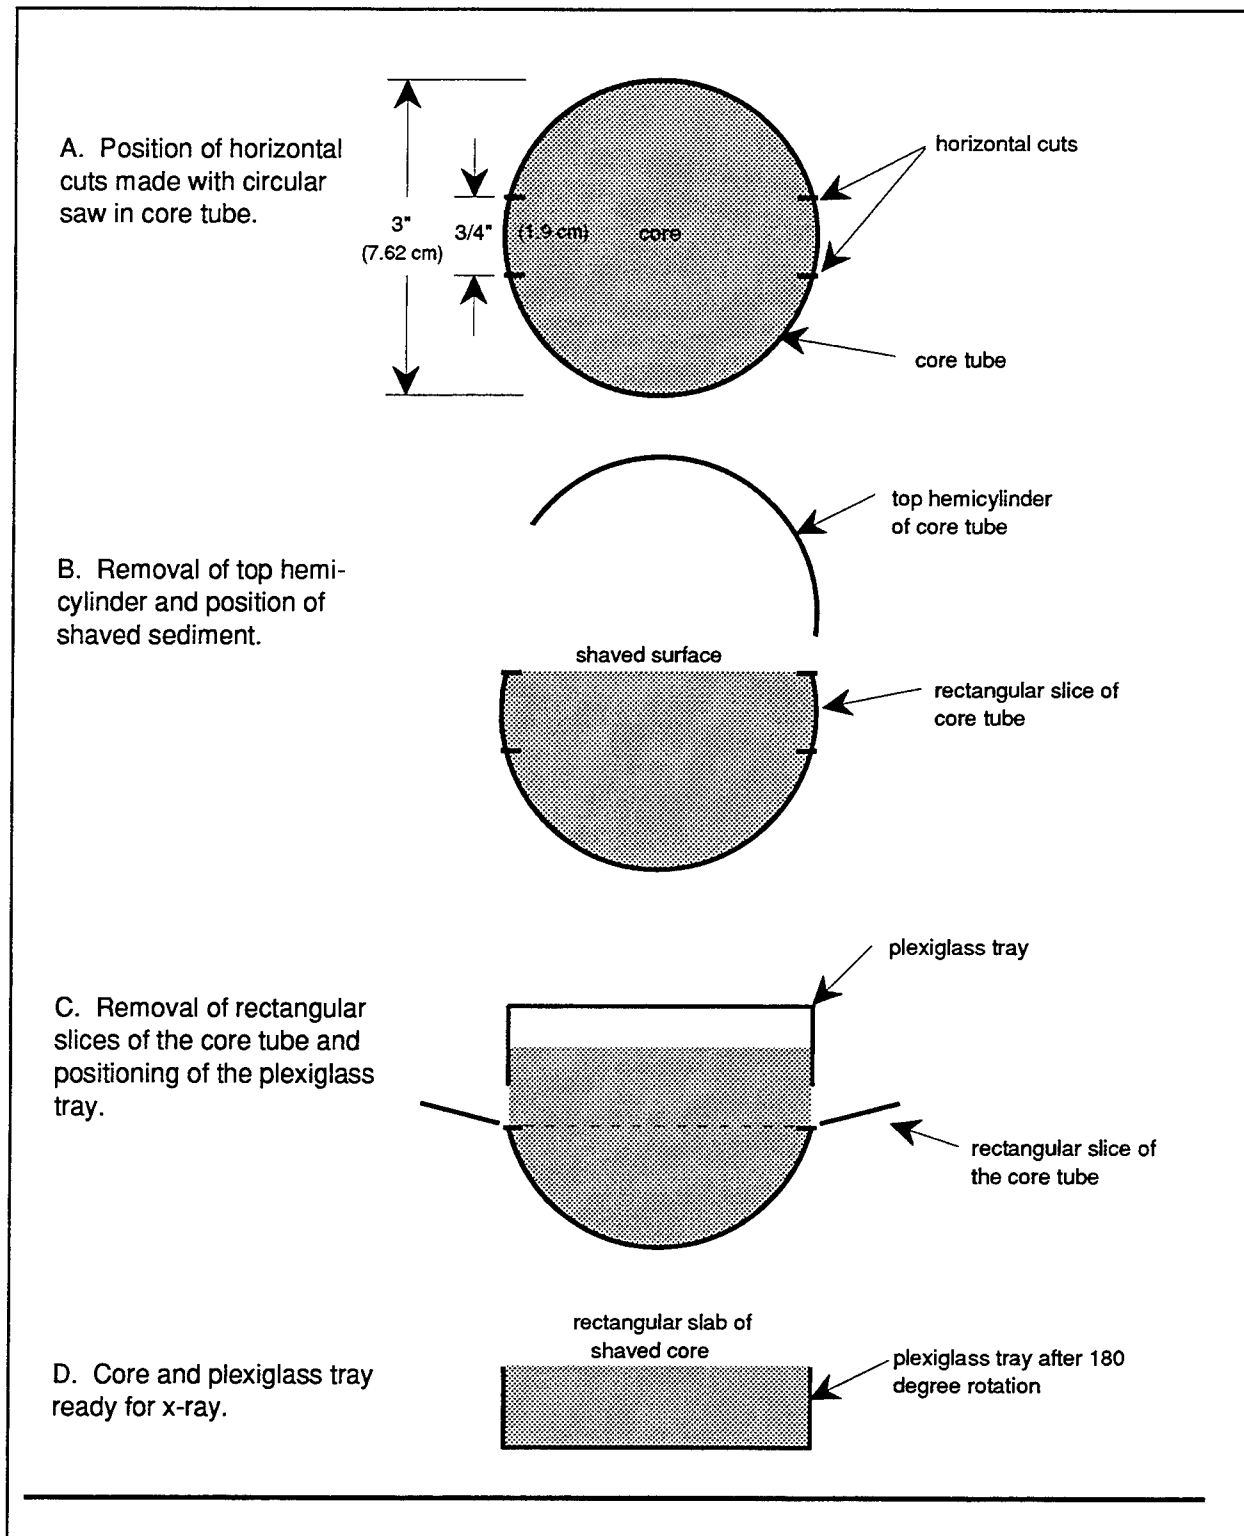 A. Position of horizontal
cuts made with circular
saw in core tube.
3"
(7.62 cm)
3/4"
(1.9 cm)
core
horizontal cuts
core tube
B. Removal of top hemi-
cylinder and position of
shaved sediment.
top hemicylinder
of core tube
shaved surface
rectangular slice of
core tube
C. Removal of rectangular
slices of the core tube and
positioning of the plexiglass
tray.
plexiglass tray
rectangular slice of
the core tube
D. Core and plexiglass tray
ready for x-ray.
rectangular slab of
shaved core
plexiglass tray after 180
degree rotation